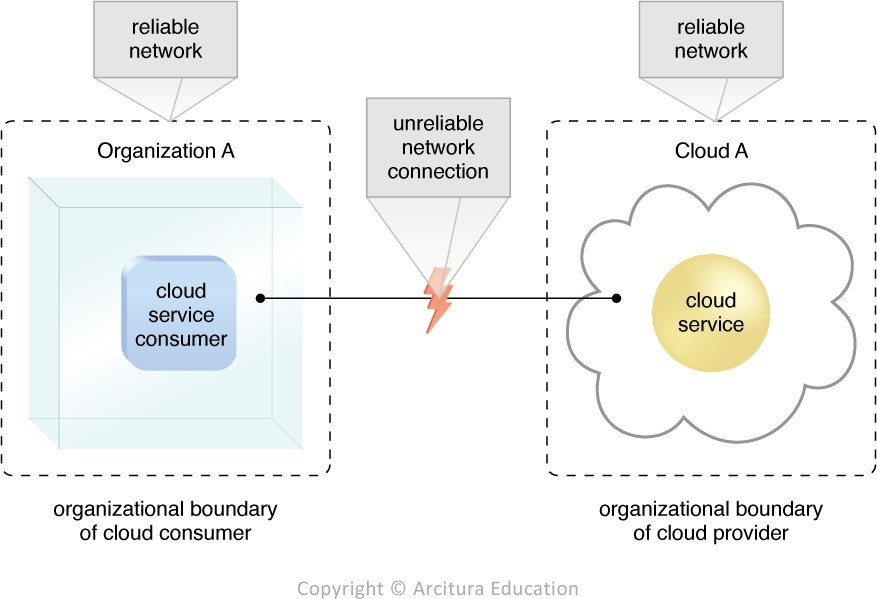 reliable
network
reliable
network
unreliable
network
connection
Organization A
Cloud A
cloud
service
consumer
cloud
service
organizational boundary
of cloud consumer
organizational boundary
of cloud provider
Copyright © Arcitura Education